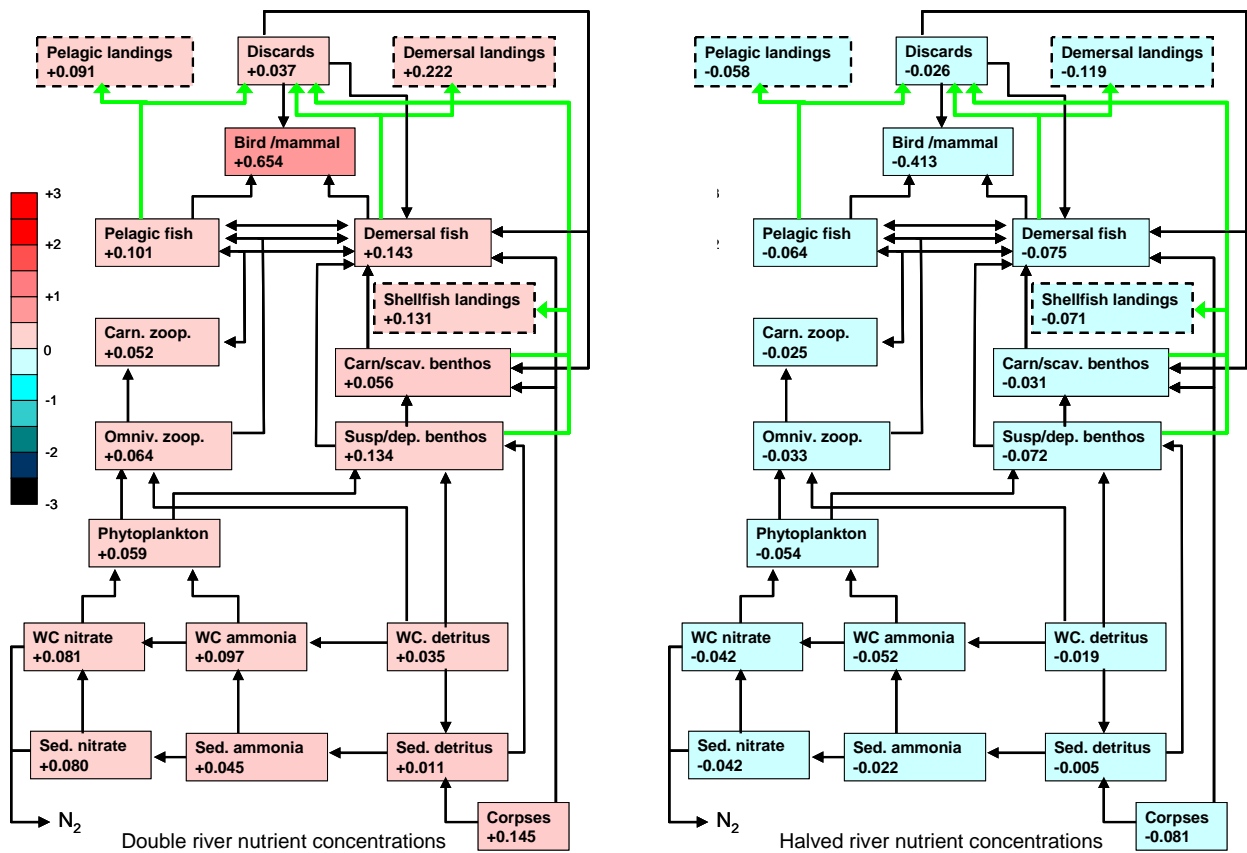 Pelagic landings
+0.091
Discards
+0.037
Demersal landings
+0.222
Bird /mammal
+0.654
+3
+2
+1
0
-1
-2
-3
Pelagic fish
+0.101
Demersal fish
+0.143
Shellfish landings
+0.131
Carn. zoop.
+0.052
Carn/scav. benthos
+0.056
Omniv. zoop.
+0.064
Susp/dep. benthos
+0.134
Phytoplankton
+0.059
WC nitrate
+0.081
WC ammonia
+0.097
WC. detritus
+0.035
Sed. nitrate
+0.080
Sed. ammonia
+0.045
Sed. detritus
+0.011
N2
Corpses
+0.145
Double river nutrient concentrations
Pelagic landings
-0.058
Discards
-0.026
Demersal landings
-0.119
Bird /mammal
-0.413
Pelagic fish
-0.064
Demersal fish
-0.075
Shellfish landings
-0.071
Carn. zoop.
-0.025
Carn/scav. benthos
-0.031
Omniv. zoop.
-0.033
Susp/dep. benthos
-0.072
Phytoplankton
-0.054
WC nitrate
-0.042
WC ammonia
-0.052
WC. detritus
-0.019
Sed. nitrate
-0.042
Sed. ammonia
-0.022
Sed. detritus
-0.005
N2
Corpses
-0.081
Halved river nutrient concentrations